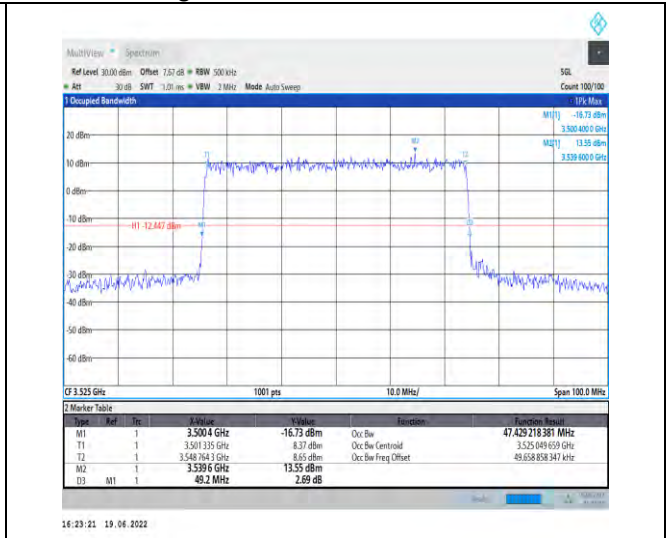 MultiView Spectrum
Ref Level 30.00 dBm Offset 7.67 dB RBW 500 kHz SGL
Att 30 dB SWT 1.01 ms VBW 2 MHz Mode Auto Sweep Count 100/100
1 Occupied Bandwidth 1Pk Max
M1[1] -16.73 dBm
3.500 400 0 GHz
M2[1] 13.55 dBm
3.539 600 0 GHz
20 dBm
M2
T1 T2
10 dBm
0 dBm
-10 dBm
H1 -12.447 dBm M1 D3
-20 dBm
-30 dBm
-40 dBm
-50 dBm
-60 dBm
CF 3.525 GHz 1001 pts 10.0 MHz/ Span 100.0 MHz
2 Marker Table
Type Ref Trc X-Value Y-Value Function Function Result
M1 1 3.5004 GHz -16.73 dBm Occ Bw 47.429 218 381 MHz
T1 1 3.501 335 GHz 8.37 dBm Occ Bw Centroid 3.525 049 659 GHz
T2 1 3.548 764 3 GHz 8.65 dBm Occ Bw Freq Offset 49.658 858 347 kHz
M2 1 3.539 6 GHz 13.55 dBm
D3 M1 1 49.2 MHz 2.69 dB
16:23:21 19.06.2022